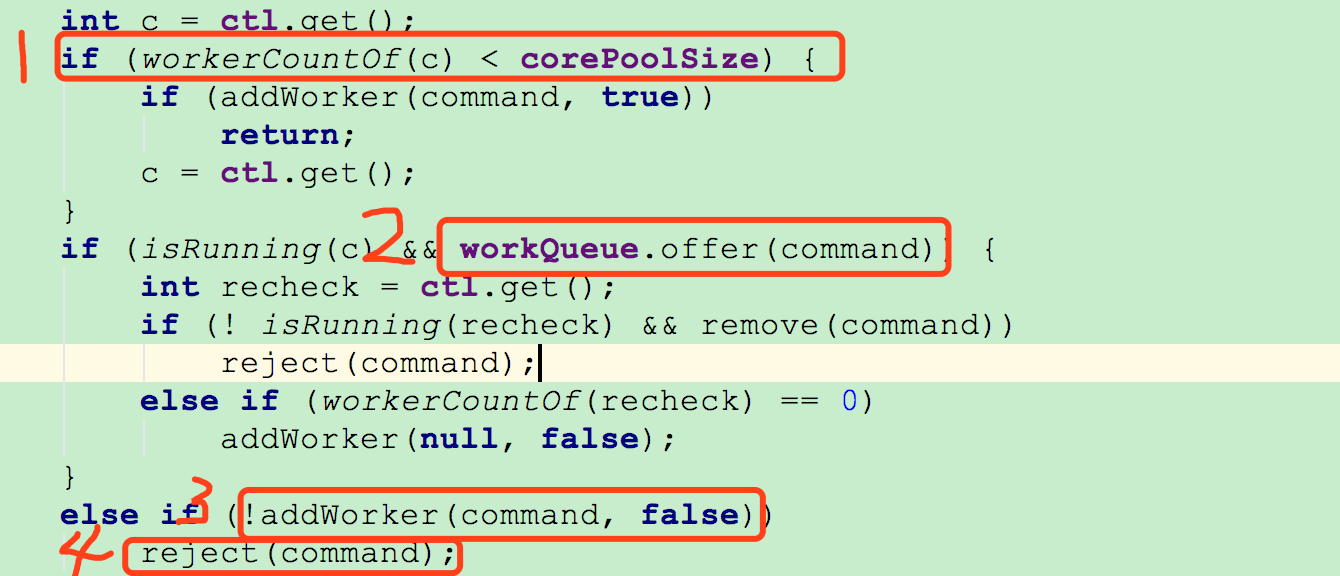 int c = ctl.get();
1 if (workerCountOf(c) < corePoolSize) {
if (addWorker(command, true))
return;
c = ctl.get();
}
if (isRunning(c) 2 && workQueue.offer(command)) {
int recheck = ctl.get();
if (! isRunning(recheck) && remove(command))
reject(command);
else if (workerCountOf(recheck) == 0)
addWorker(null, false);
}
else if 3 (!addWorker(command, false))
4 reject(command);